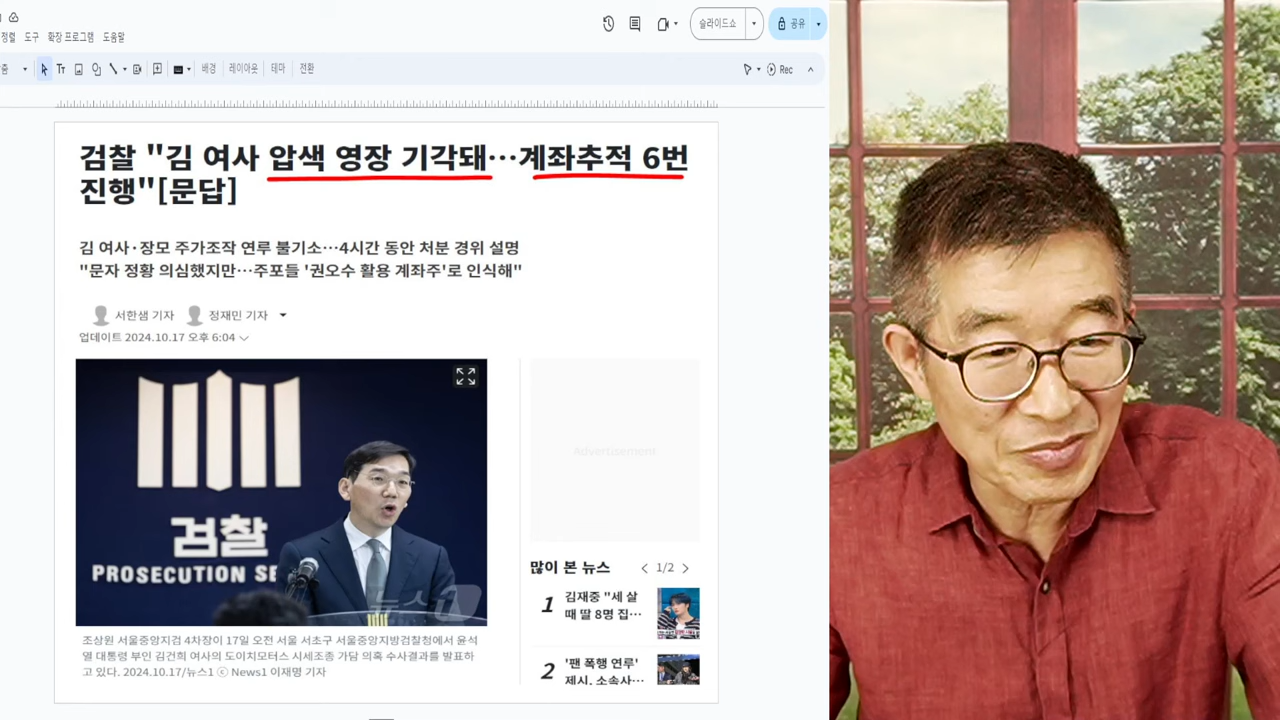 정렬 도구 확장 프로그램 도움말
슬라이드쇼
공유
춤
배경 레이아웃 테마 전환
Rec
검찰 "김 여사 압색 영장 기각돼…계좌추적 6번
진행"[문답]
김 여사·장모 주가조작 연루 불기소…4시간 동안 처분 경위 설명
"문자 정황 의심했지만…주포들 '권오수 활용 계좌주'로 인식해"
서한샘 기자 정재민 기자
업데이트 2024.10.17 오후 6:04
검찰
PROSECUTION SE
뉴스1
조상원 서울중앙지검 4차장이 17일 오전 서울 서초구 서울중앙지방검찰청에서 윤석
열 대통령 부인 김건희 여사의 도이치모터스 시세조종 가담 의혹 수사결과를 발표하
고 있다. 2024.10.17/뉴스1 ⓒ News1 이재명 기자
Advertisement
많이 본 뉴스 1/2
1 김재중 "세 살
때 딸 8명 집…
2 '팬 폭행 연루'
제시, 소속사…